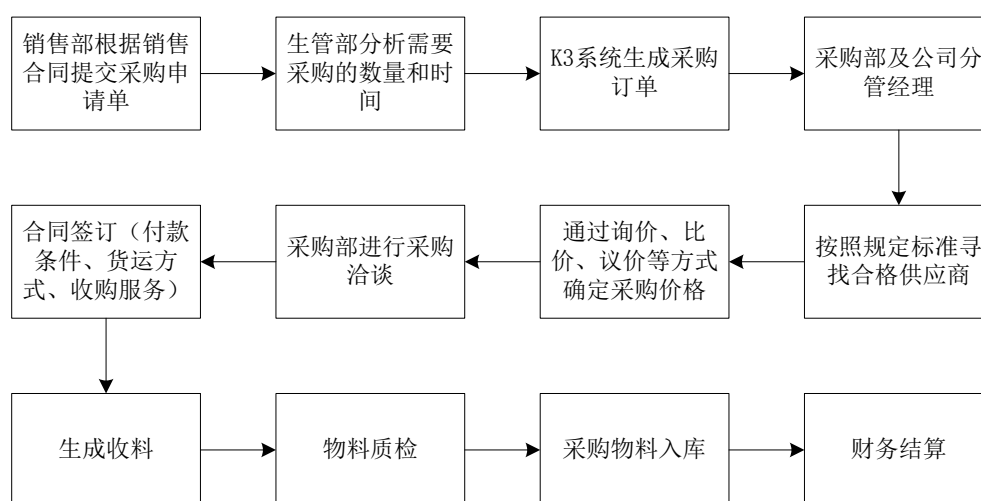 销售部根据销售
合同提交采购申
请单
生管部分析需要
采购的数量和时
间
K3系统生成采购
订单
采购部及公司分
管经理
合同签订（付款
条件、货运方
式、收购服务）
采购部进行采购
洽谈
通过询价、比
价、议价等方式
确定采购价格
按照规定标准寻
找合格供应商
生成收料
物料质检
采购物料入库
财务结算